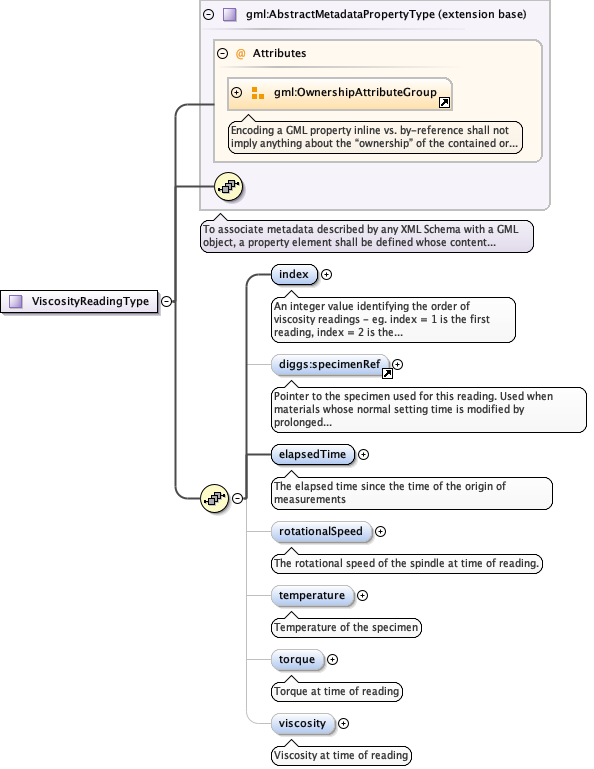 gml:AbstractMetadataPropertyType (extension base)
@ Attributes
gml:OwnershipAttributeGroup
Encoding a GML property inline vs. by-reference shall not
imply anything about the “ownership” of the contained or...
To associate metadata described by any XML Schema with a GML
object, a property element shall be defined whose content...
ViscosityReadingType
index
An integer value identifying the order of
viscosity readings - eg. index = 1 is the first
reading, index = 2 is the...
diggs:specimenRef
Pointer to the specimen used for this reading. Used when
materials whose normal setting time is modified by
prolonged...
elapsedTime
The elapsed time since the time of the origin of
measurements
rotationalSpeed
The rotational speed of the spindle at time of reading.
temperature
Temperature of the specimen
torque
Torque at time of reading
viscosity
Viscosity at time of reading